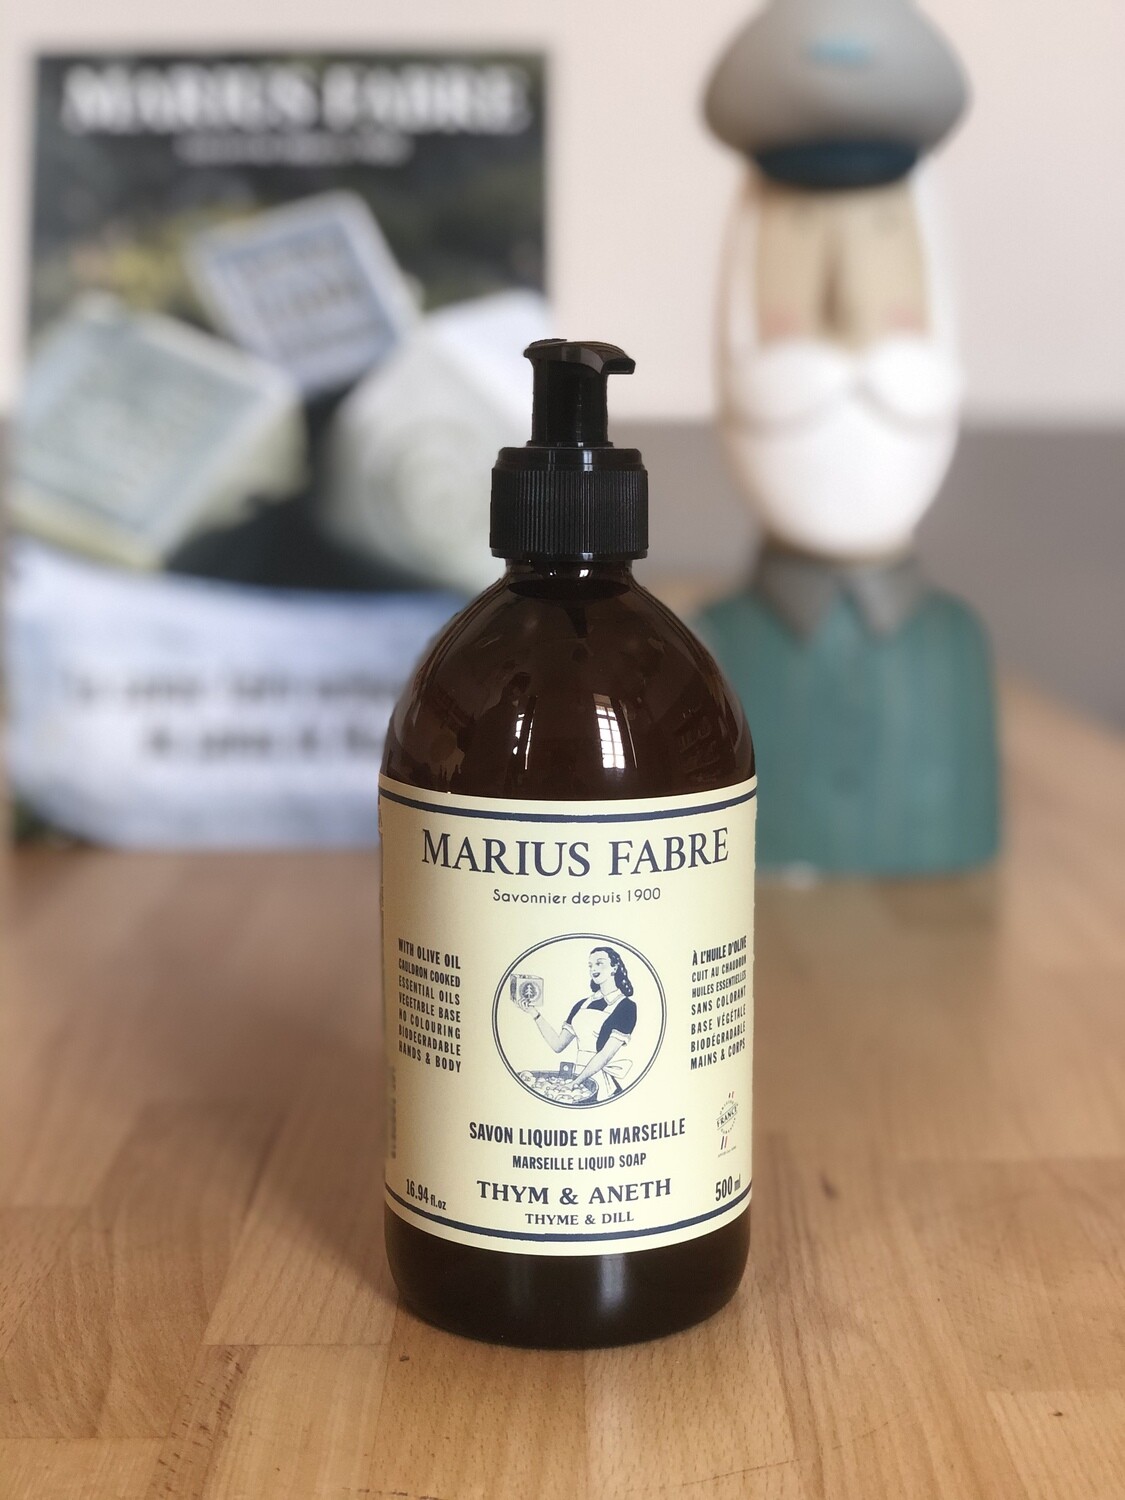 MARIUS FABRE
MARIUS FABRE
Savonnier depuis 1900
WITH OLIVE OIL
CAULDRON COOKED
ESSENTIAL OILS
VEGETABLE BASE
NO COLOURING
BIODEGRADABLE
HANDS & BODY
À L'HUILE D'OLIVE
CUIT AU CHAUDRON
HUILES ESSENTIELLES
SANS COLORANT
BASE VÉGÉTALE
BIODÉGRADABLE
MAINS & CORPS
FRANCE
SAVON LIQUIDE DE MARSEILLE
MARSEILLE LIQUID SOAP
THYM & ANETH
THYME & DILL
16.94 fl.oz
500 ml